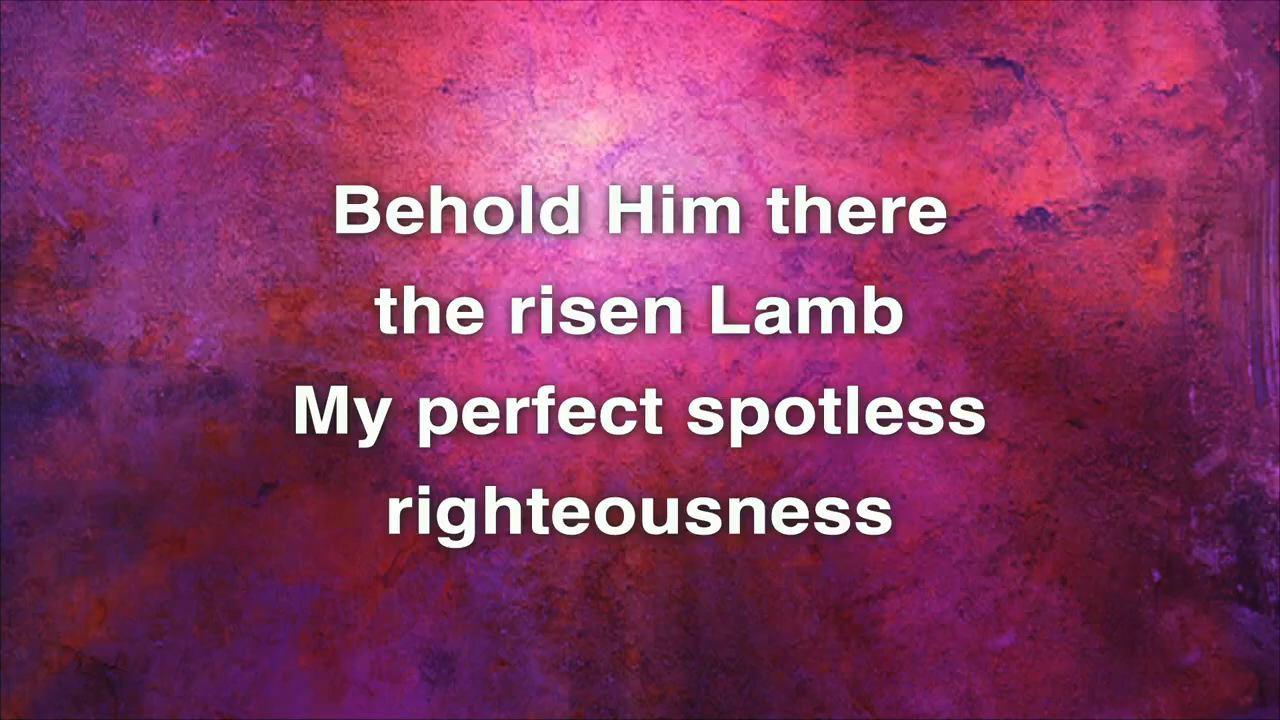 Behold Him there
the risen Lamb
My perfect spotless
righteousness